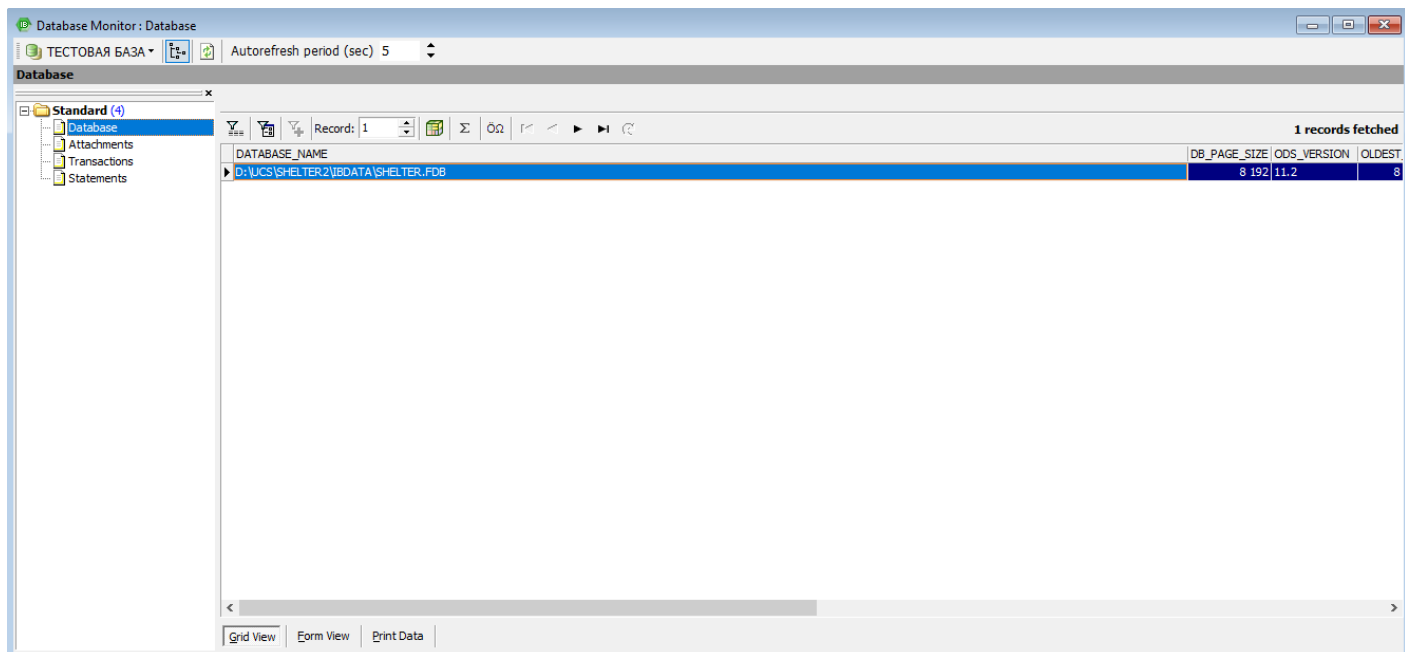 Database Monitor : Database
ТЕСТОВАЯ БАЗА Autorefresh period (sec) 5
Database
Standard (4)
Database
Attachments
Transactions
Statements
Record: 1 Σ ÖΩ 1 records fetched
DATABASE_NAME DB_PAGE_SIZE ODS_VERSION OLDEST_
D:\UCS\SHELTER2\IBDATA\SHELTER.FDB 8 192 11.2 8
Grid View Form View Print Data